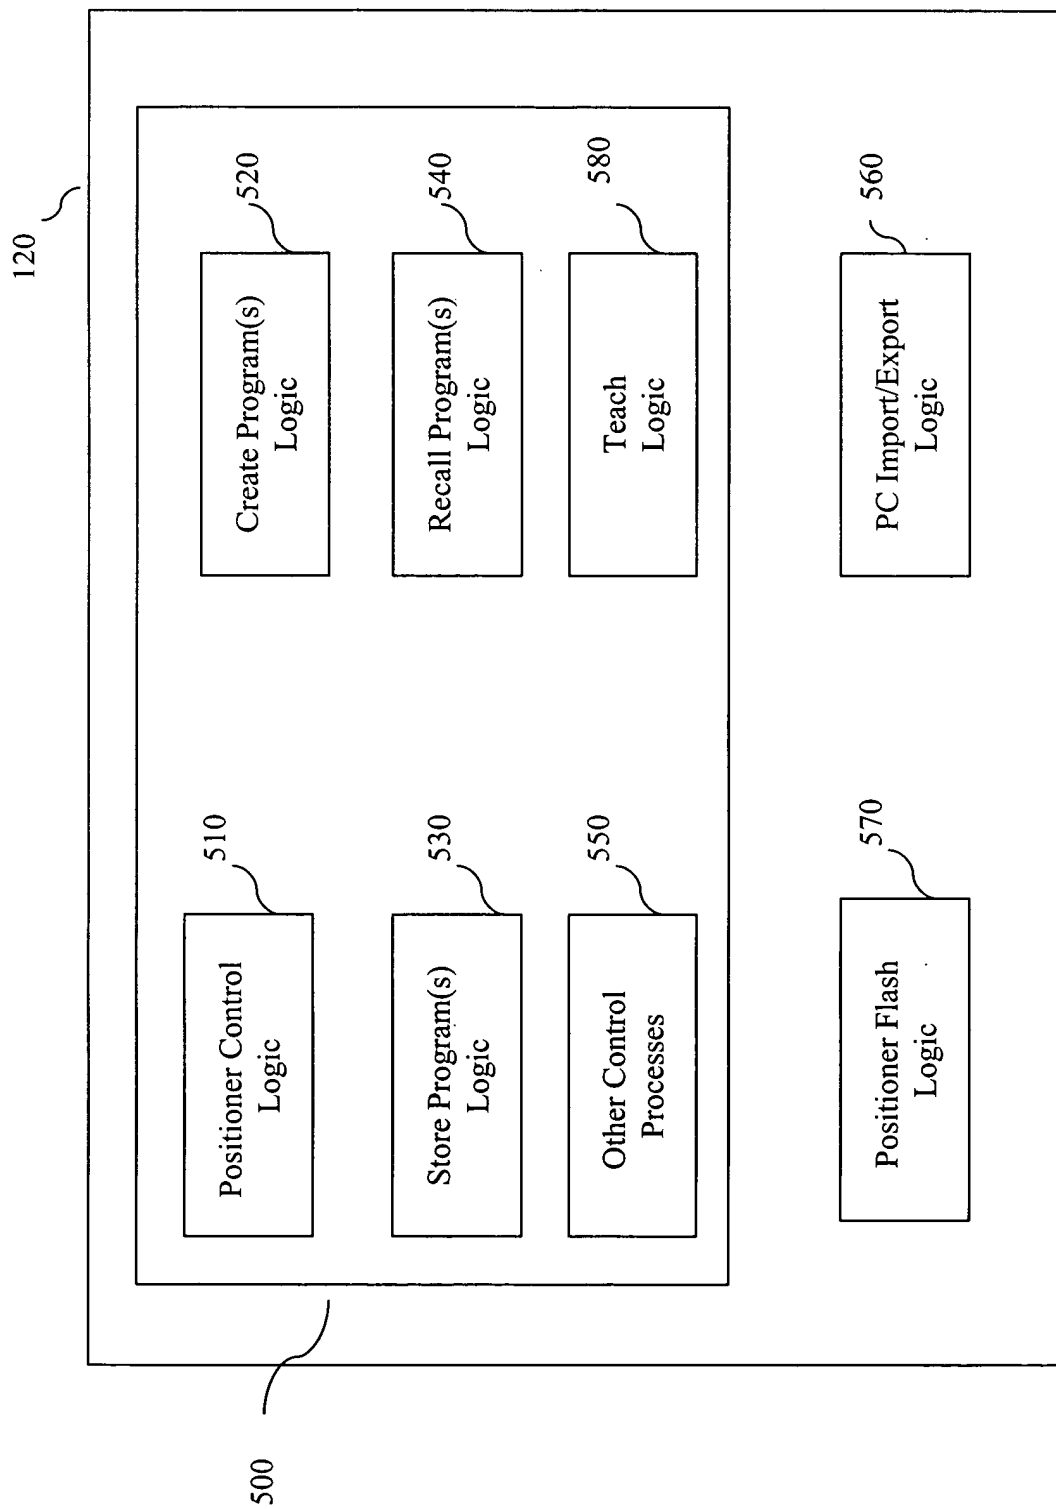 120
500
510
Positioner Control
Logic
520
Create Program(s)
Logic
530
Store Program(s)
Logic
540
Recall Program(s)
Logic
550
Other Control
Processes
580
Teach
Logic
570
Positioner Flash
Logic
560
PC Import/Export
Logic